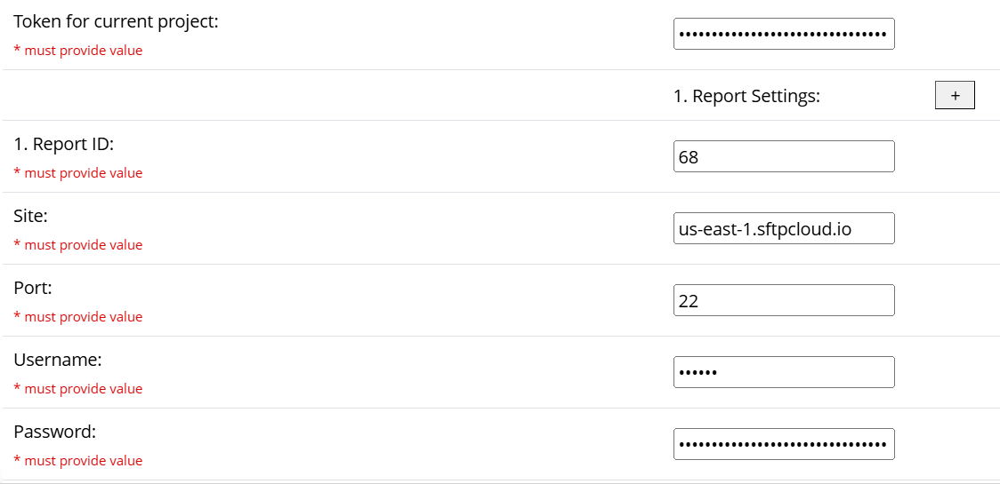 Token for current project:
••••••••••••••••••••••••••••••••
* must provide value
1. Report Settings:
+
1. Report ID:
68
* must provide value
Site:
us-east-1.sftpcloud.io
* must provide value
Port:
22
* must provide value
Username:
••••••
* must provide value
Password:
••••••••••••••••••••••••••••••••
* must provide value